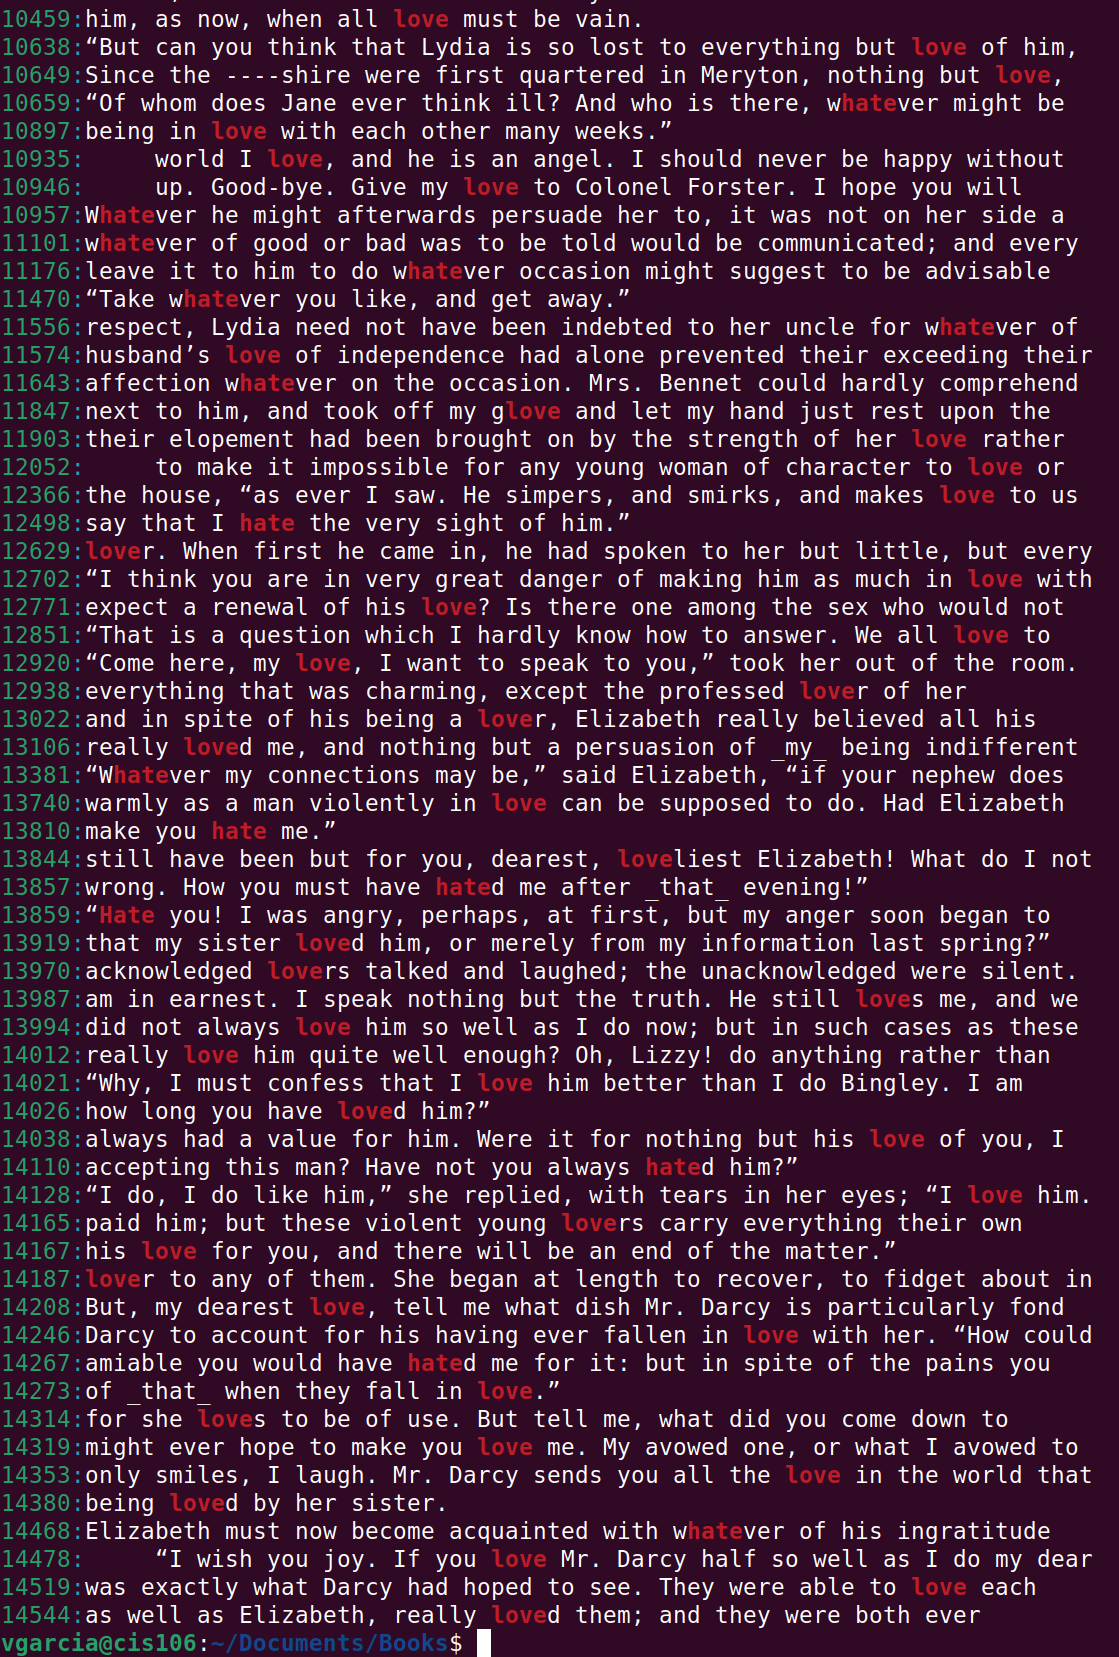 10459:him, as now, when all love must be vain.
10638:“But can you think that Lydia is so lost to everything but love of him,
10649:Since the ----shire were first quartered in Meryton, nothing but love,
10659:“Of whom does Jane ever think ill? And who is there, whatever might be
10897:being in love with each other many weeks.”
10935:     world I love, and he is an angel. I should never be happy without
10946:     up. Good-bye. Give my love to Colonel Forster. I hope you will
10957:Whatever he might afterwards persuade her to, it was not on her side a
11101:whatever of good or bad was to be told would be communicated; and every
11176:leave it to him to do whatever occasion might suggest to be advisable
11470:“Take whatever you like, and get away.”
11556:respect, Lydia need not have been indebted to her uncle for whatever of
11574:husband’s love of independence had alone prevented their exceeding their
11643:affection whatever on the occasion. Mrs. Bennet could hardly comprehend
11847:next to him, and took off my glove and let my hand just rest upon the
11903:their elopement had been brought on by the strength of her love rather
12052:     to make it impossible for any young woman of character to love or
12366:the house, “as ever I saw. He simpers, and smirks, and makes love to us
12498:say that I hate the very sight of him.”
12629:lover. When first he came in, he had spoken to her but little, but every
12702:“I think you are in very great danger of making him as much in love with
12771:expect a renewal of his love? Is there one among the sex who would not
12851:“That is a question which I hardly know how to answer. We all love to
12920:“Come here, my love, I want to speak to you,” took her out of the room.
12938:everything that was charming, except the professed lover of her
13022:and in spite of his being a lover, Elizabeth really believed all his
13106:really loved me, and nothing but a persuasion of _my_ being indifferent
13381:“Whatever my connections may be,” said Elizabeth, “if your nephew does
13740:warmly as a man violently in love can be supposed to do. Had Elizabeth
13810:make you hate me.”
13844:still have been but for you, dearest, loveliest Elizabeth! What do I not
13857:wrong. How you must have hated me after _that_ evening!”
13859:“Hate you! I was angry, perhaps, at first, but my anger soon began to
13919:that my sister loved him, or merely from my information last spring?”
13970:acknowledged lovers talked and laughed; the unacknowledged were silent.
13987:am in earnest. I speak nothing but the truth. He still loves me, and we
13994:did not always love him so well as I do now; but in such cases as these
14012:really love him quite well enough? Oh, Lizzy! do anything rather than
14021:“Why, I must confess that I love him better than I do Bingley. I am
14026:how long you have loved him?”
14038:always had a value for him. Were it for nothing but his love of you, I
14110:accepting this man? Have not you always hated him?”
14128:“I do, I do like him,” she replied, with tears in her eyes; “I love him.
14165:paid him; but these violent young lovers carry everything their own
14167:his love for you, and there will be an end of the matter.”
14187:lover to any of them. She began at length to recover, to fidget about in
14208:But, my dearest love, tell me what dish Mr. Darcy is particularly fond
14246:Darcy to account for his having ever fallen in love with her. “How could
14267:amiable you would have hated me for it: but in spite of the pains you
14273:of _that_ when they fall in love.”
14314:for she loves to be of use. But tell me, what did you come down to
14319:might ever hope to make you love me. My avowed one, or what I avowed to
14353:only smiles, I laugh. Mr. Darcy sends you all the love in the world that
14380:being loved by her sister.
14468:Elizabeth must now become acquainted with whatever of his ingratitude
14478:     “I wish you joy. If you love Mr. Darcy half so well as I do my dear
14519:was exactly what Darcy had hoped to see. They were able to love each
14544:as well as Elizabeth, really loved them; and they were both ever
vgarcia@cis106:~/Documents/Books$